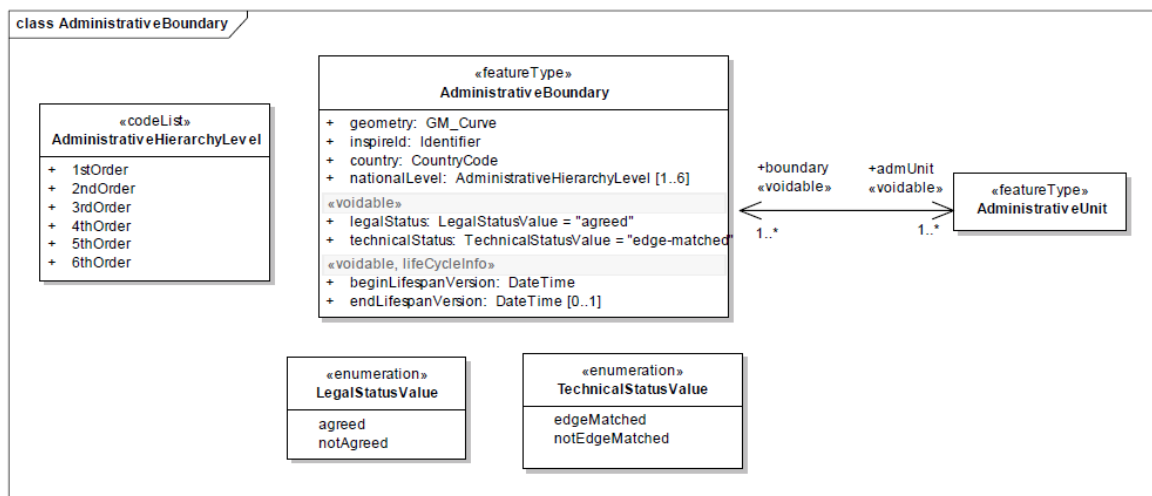 class AdministrativeBoundary
«codeList»
AdministrativeHierarchyLevel
+ 1stOrder
+ 2ndOrder
+ 3rdOrder
+ 4thOrder
+ 5thOrder
+ 6thOrder
«featureType»
AdministrativeBoundary
+ geometry: GM_Curve
+ inspireId: Identifier
+ country: CountryCode
+ nationalLevel: AdministrativeHierarchyLevel [1..6]
«voidable»
+ legalStatus: LegalStatusValue = "agreed"
+ technicalStatus: TechnicalStatusValue = "edge-matched"
«voidable, lifeCycleInfo»
+ beginLifespanVersion: DateTime
+ endLifespanVersion: DateTime [0..1]
+boundary
«voidable»
1..*
+admUnit
«voidable»
1..*
«featureType»
AdministrativeUnit
«enumeration»
LegalStatusValue
agreed
notAgreed
«enumeration»
TechnicalStatusValue
edgeMatched
notEdgeMatched